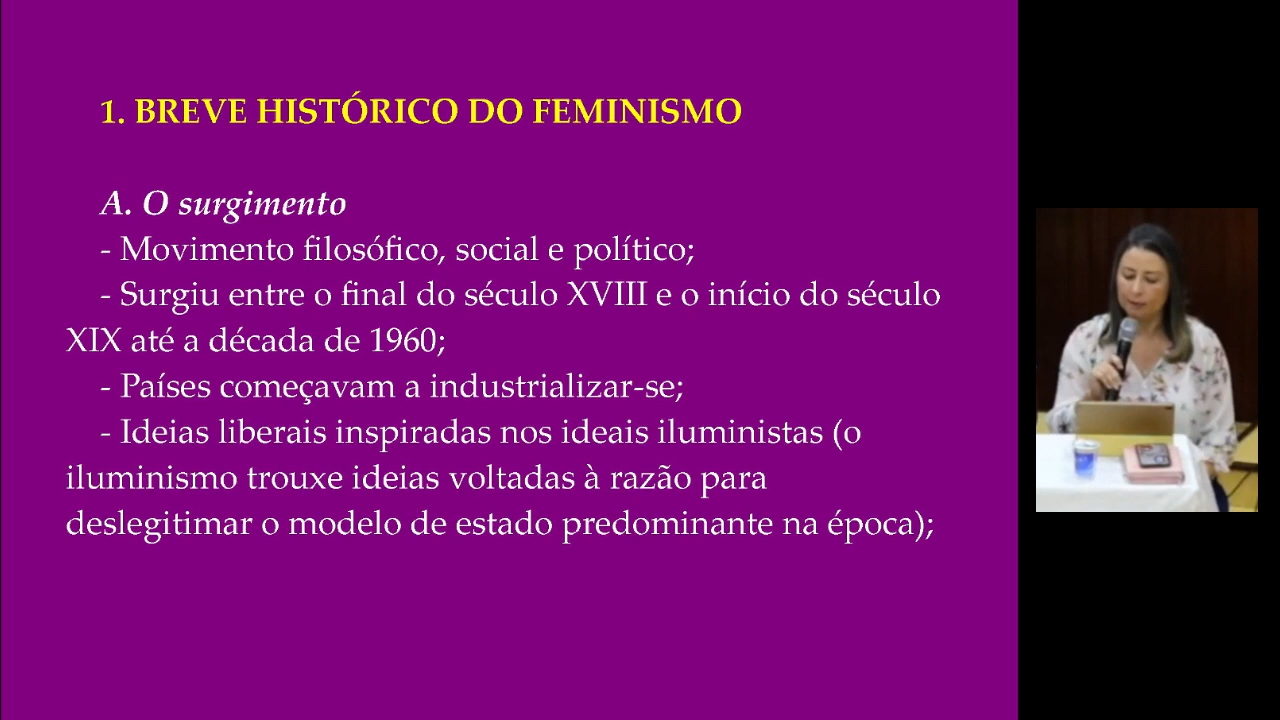 1. BREVE HISTÓRICO DO FEMINISMO
A. O surgimento
- Movimento filosófico, social e político;
- Surgiu entre o final do século XVIII e o início do século
XIX até a década de 1960;
- Países começavam a industrializar-se;
- Ideias liberais inspiradas nos ideais iluministas (o
iluminismo trouxe ideias voltadas à razão para
deslegitimar o modelo de estado predominante na época);